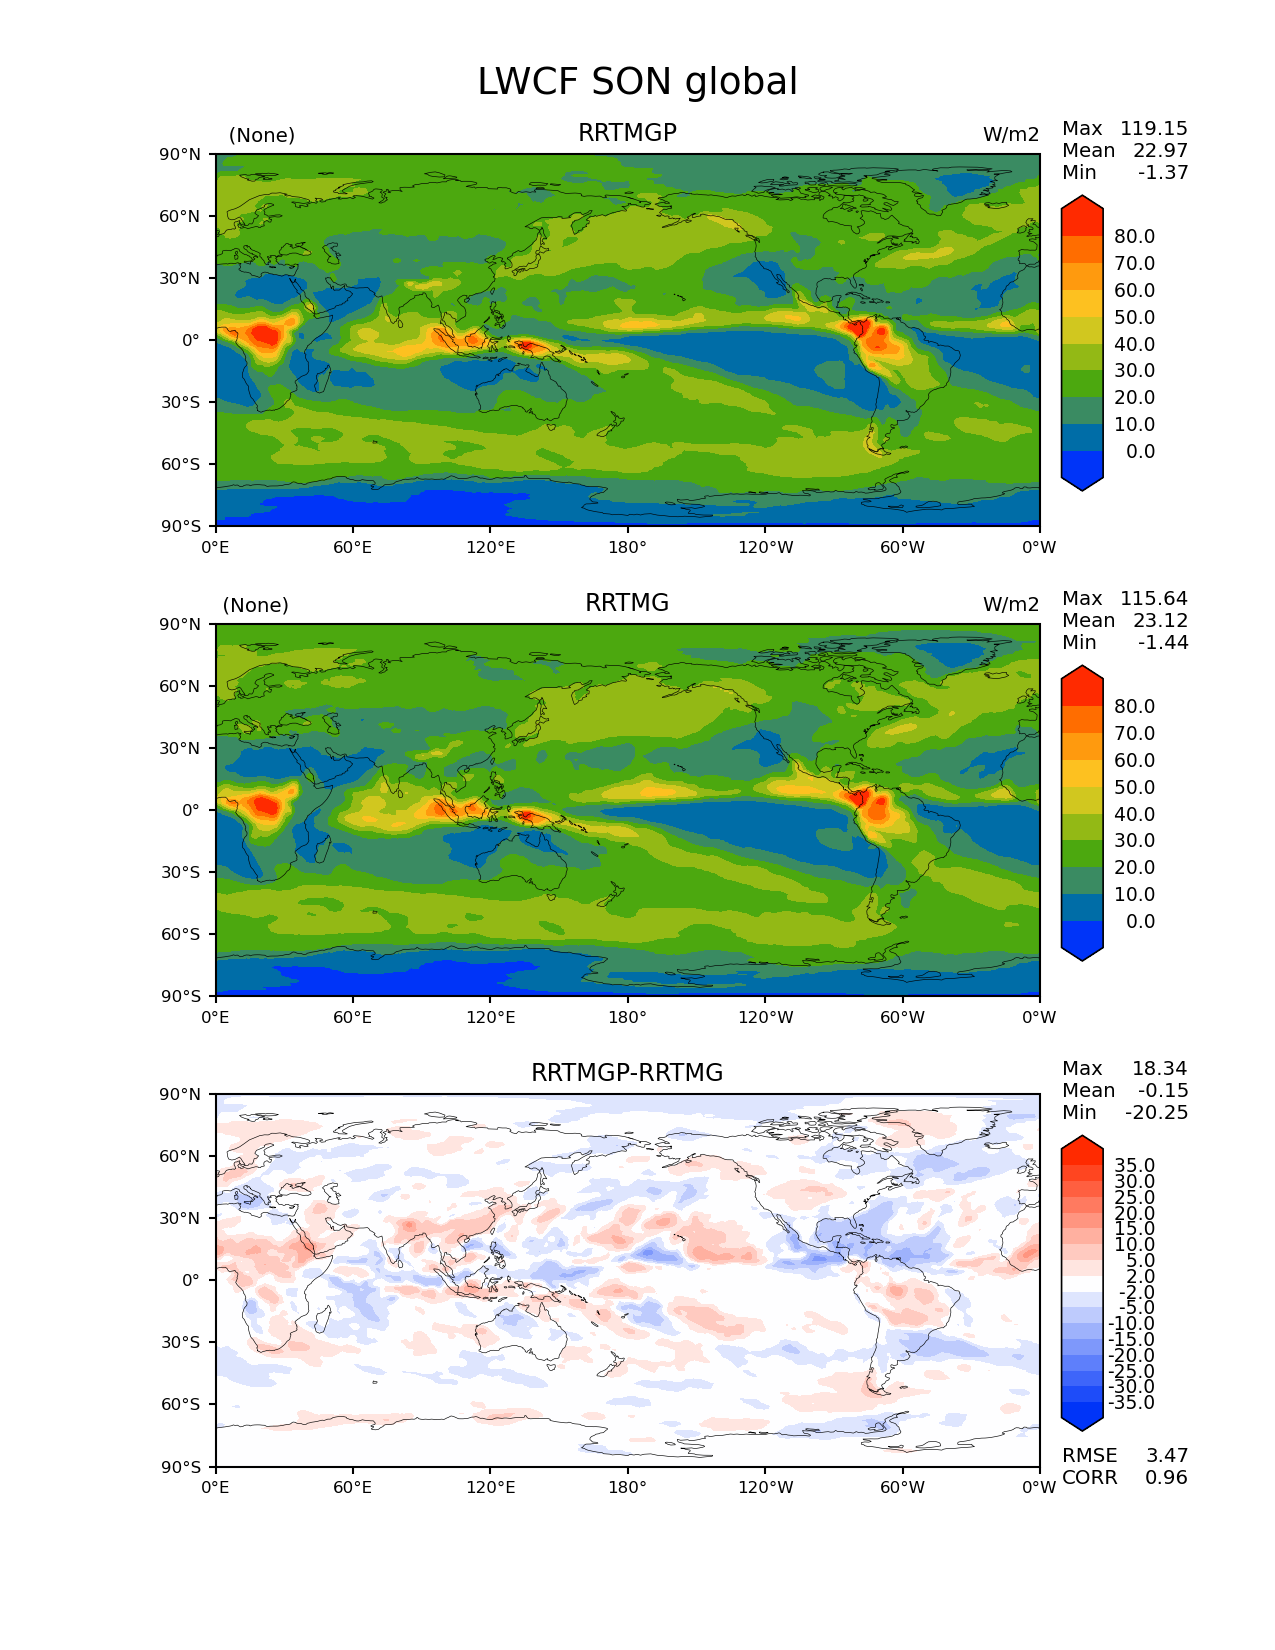 LWCF SON global
(None) RRTMGP W/m2
Max 119.15
Mean 22.97
Min -1.37
90°N
60°N
30°N
0°
30°S
60°S
90°S
0°E 60°E 120°E 180° 120°W 60°W 0°W
80.0
70.0
60.0
50.0
40.0
30.0
20.0
10.0
0.0
(None) RRTMG W/m2
Max 115.64
Mean 23.12
Min -1.44
90°N
60°N
30°N
0°
30°S
60°S
90°S
0°E 60°E 120°E 180° 120°W 60°W 0°W
80.0
70.0
60.0
50.0
40.0
30.0
20.0
10.0
0.0
RRTMGP-RRTMG
Max 18.34
Mean -0.15
Min -20.25
90°N
60°N
30°N
0°
30°S
60°S
90°S
0°E 60°E 120°E 180° 120°W 60°W 0°W
35.0
30.0
25.0
20.0
15.0
10.0
5.0
2.0
-2.0
-5.0
-10.0
-15.0
-20.0
-25.0
-30.0
-35.0
RMSE 3.47
CORR 0.96